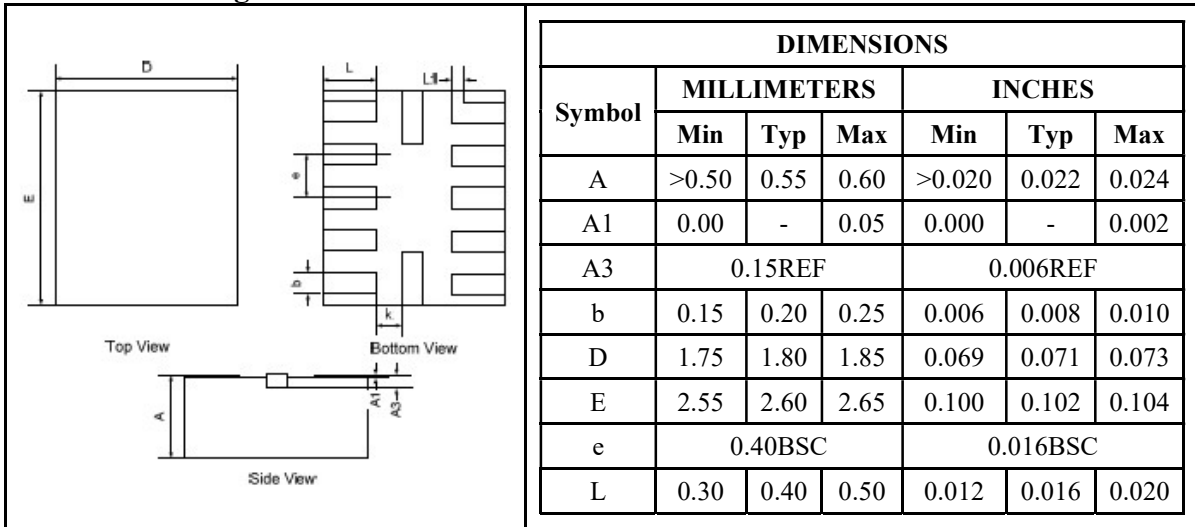 D
L
L1
e
E
b
k
Top View
Bottom View
A
A1
A3
Side View
DIMENSIONS
Symbol MILLIMETERS INCHES
Min Typ Max Min Typ Max
A >0.50 0.55 0.60 >0.020 0.022 0.024
A1 0.00 - 0.05 0.000 - 0.002
A3 0.15REF 0.006REF
b 0.15 0.20 0.25 0.006 0.008 0.010
D 1.75 1.80 1.85 0.069 0.071 0.073
E 2.55 2.60 2.65 0.100 0.102 0.104
e 0.40BSC 0.016BSC
L 0.30 0.40 0.50 0.012 0.016 0.020